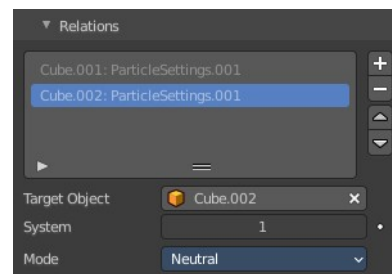 Relations
Cube.001: ParticleSettings.001
Cube.002: ParticleSettings.001
Target Object Cube.002
System 1
Mode Neutral